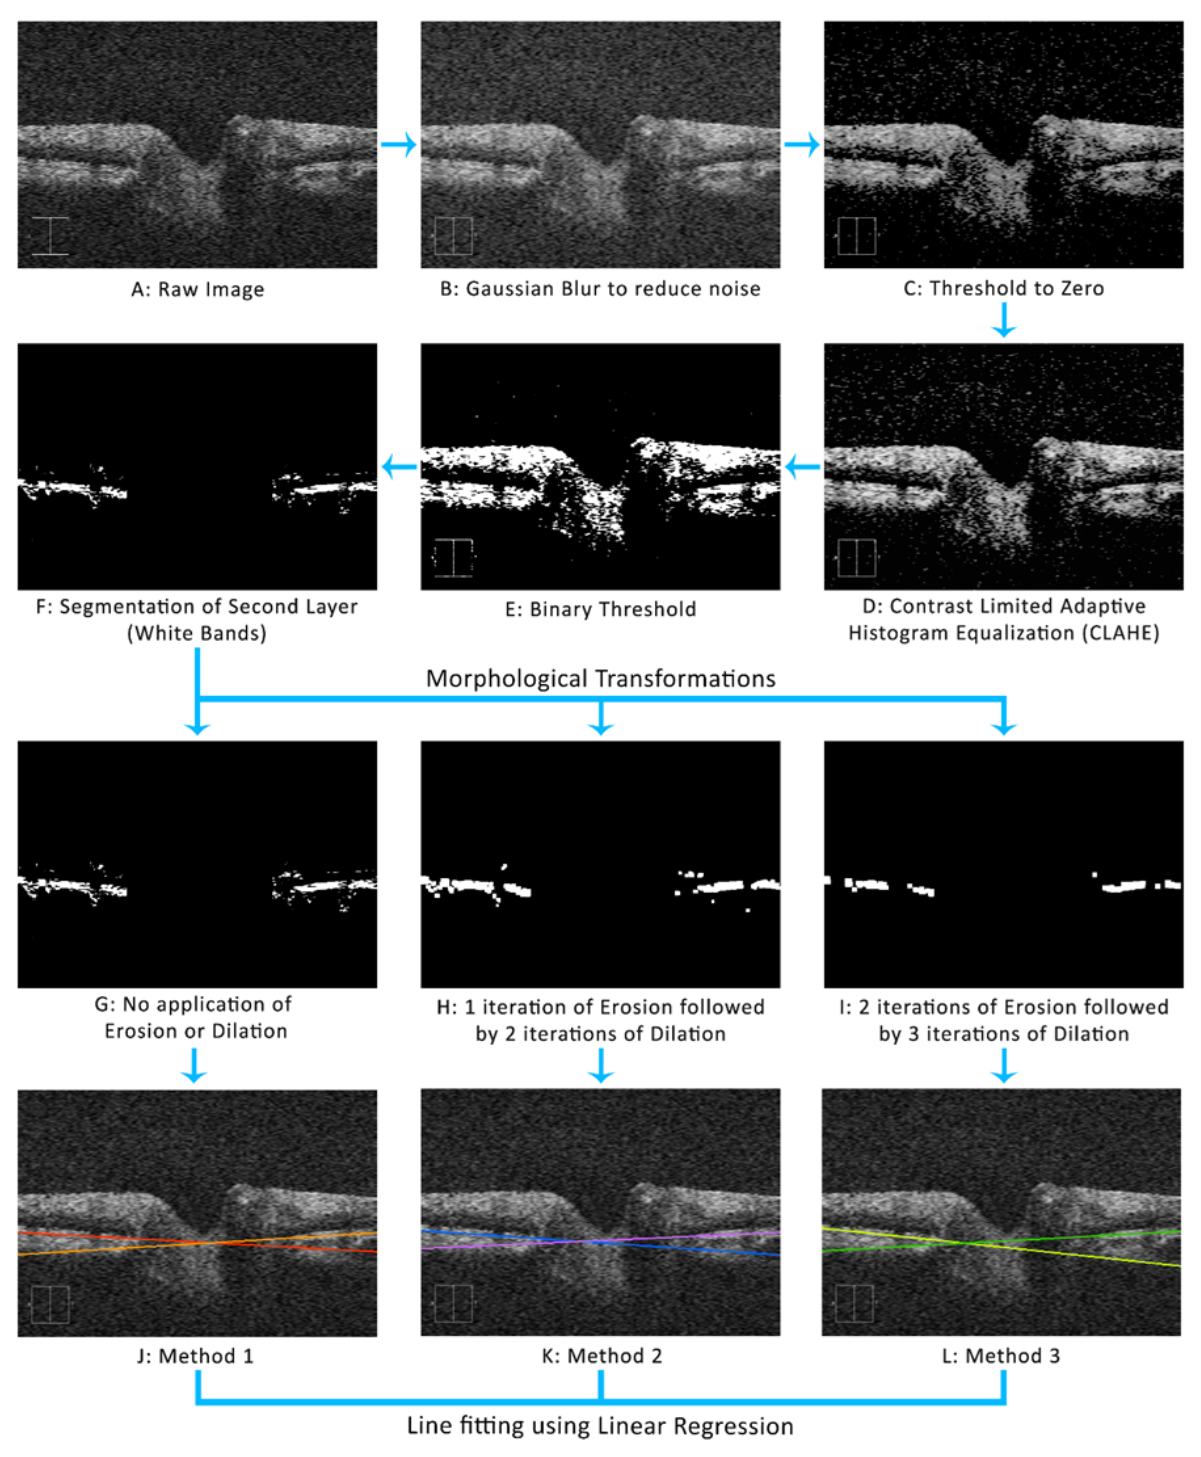 A: Raw Image
B: Gaussian Blur to reduce noise
C: Threshold to Zero
F: Segmentation of Second Layer
(White Bands)
E: Binary Threshold
D: Contrast Limited Adaptive
Histogram Equalization (CLAHE)
Morphological Transformations
G: No application of
Erosion or Dilation
H: 1 iteration of Erosion followed
by 2 iterations of Dilation
I: 2 iterations of Erosion followed
by 3 iterations of Dilation
J: Method 1
K: Method 2
L: Method 3
Line fitting using Linear Regression